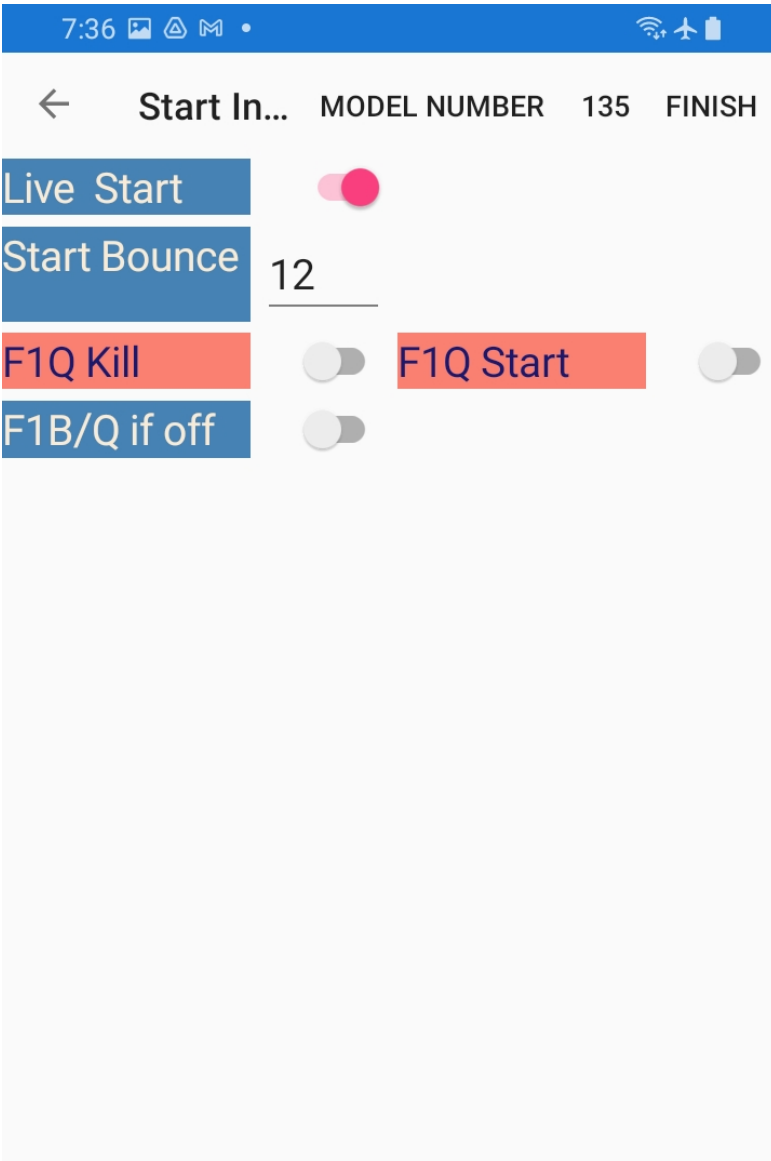 7:36
Start In... MODEL NUMBER 135 FINISH
Live Start
Start Bounce 12
F1Q Kill F1Q Start
F1B/Q if off